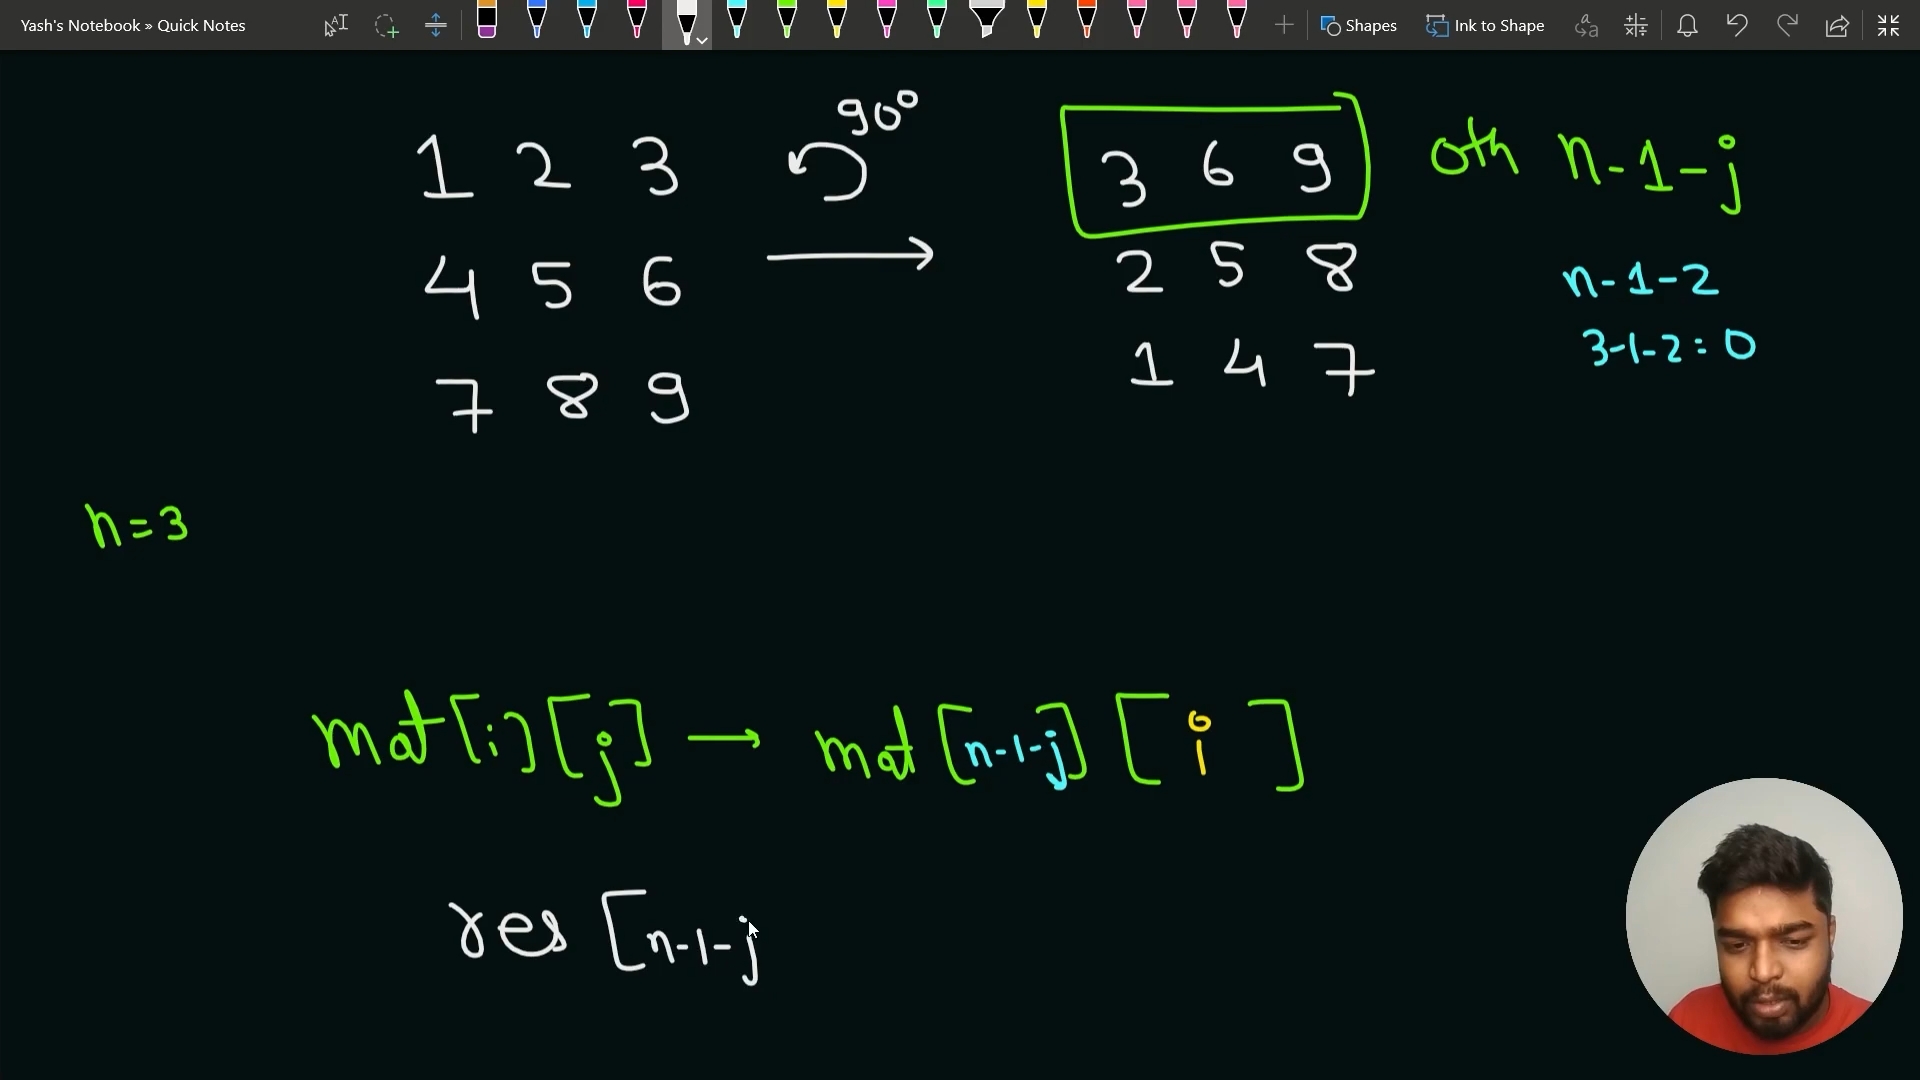 Yash's Notebook » Quick Notes
Shapes
Ink to Shape
90°
1 2 3
4 5 6
7 8 9
3 6 9
2 5 8
1 4 7
0th n-1-j
n-1-2
3-1-2=0
n=3
mat[i][j] → mat[n-1-j][i]
res [n-1-j